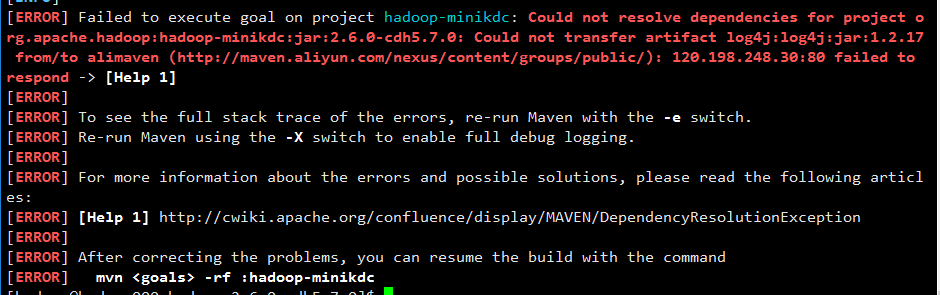 [ERROR] Failed to execute goal on project hadoop-minikdc: Could not resolve dependencies for project o
rg.apache.hadoop:hadoop-minikdc:jar:2.6.0-cdh5.7.0: Could not transfer artifact log4j:log4j:jar:1.2.17
from/to alimaven (http://maven.aliyun.com/nexus/content/groups/public/): 120.198.248.30:80 failed to
respond -> [Help 1]
[ERROR]
[ERROR] To see the full stack trace of the errors, re-run Maven with the -e switch.
[ERROR] Re-run Maven using the -X switch to enable full debug logging.
[ERROR]
[ERROR] For more information about the errors and possible solutions, please read the following articl
es:
[ERROR] [Help 1] http://cwiki.apache.org/confluence/display/MAVEN/DependencyResolutionException
[ERROR]
[ERROR] After correcting the problems, you can resume the build with the command
[ERROR]   mvn <goals> -rf :hadoop-minikdc